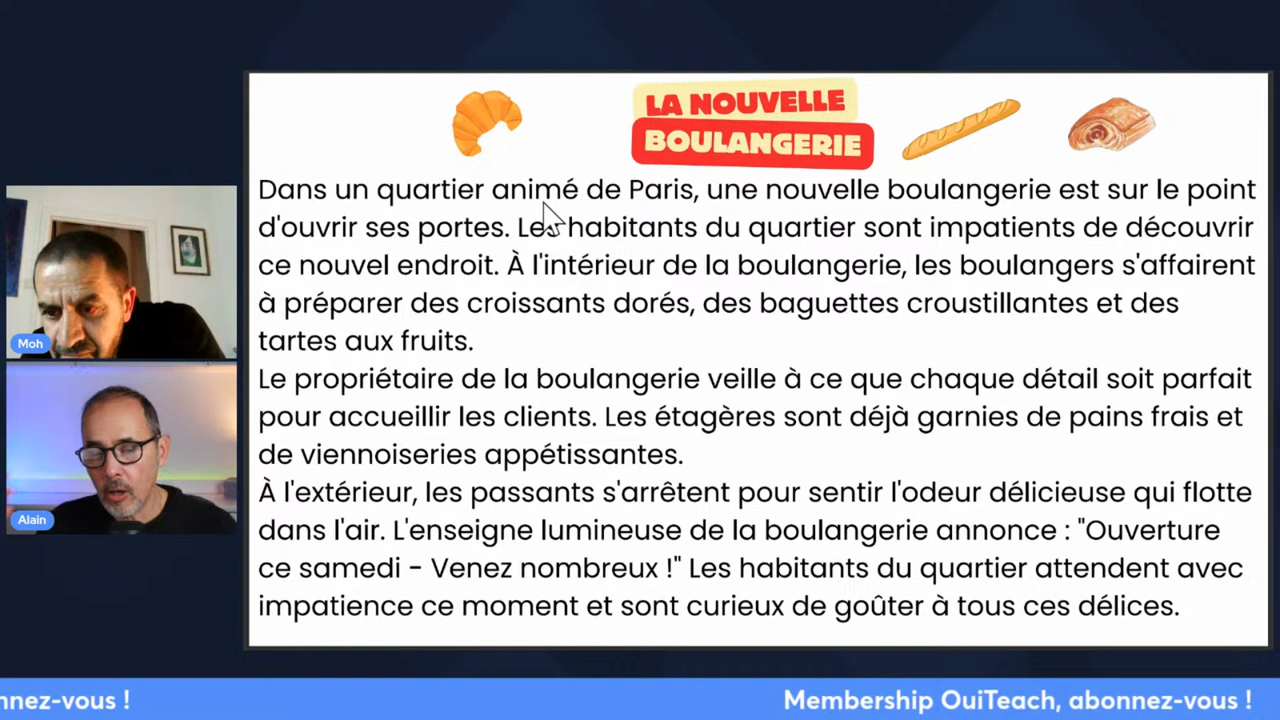 LA NOUVELLE
BOULANGERIE
Dans un quartier animé de Paris, une nouvelle boulangerie est sur le point
d'ouvrir ses portes. Les habitants du quartier sont impatients de découvrir
ce nouvel endroit. À l'intérieur de la boulangerie, les boulangers s'affairent
à préparer des croissants dorés, des baguettes croustillantes et des
tartes aux fruits.
Le propriétaire de la boulangerie veille à ce que chaque détail soit parfait
pour accueillir les clients. Les étagères sont déjà garnies de pains frais et
de viennoiseries appétissantes.
À l'extérieur, les passants s'arrêtent pour sentir l'odeur délicieuse qui flotte
dans l'air. L'enseigne lumineuse de la boulangerie annonce : "Ouverture
ce samedi - Venez nombreux !" Les habitants du quartier attendent avec
impatience ce moment et sont curieux de goûter à tous ces délices.
Moh
Alain
nnez-vous !
Membership OuiTeach, abonnez-vous !